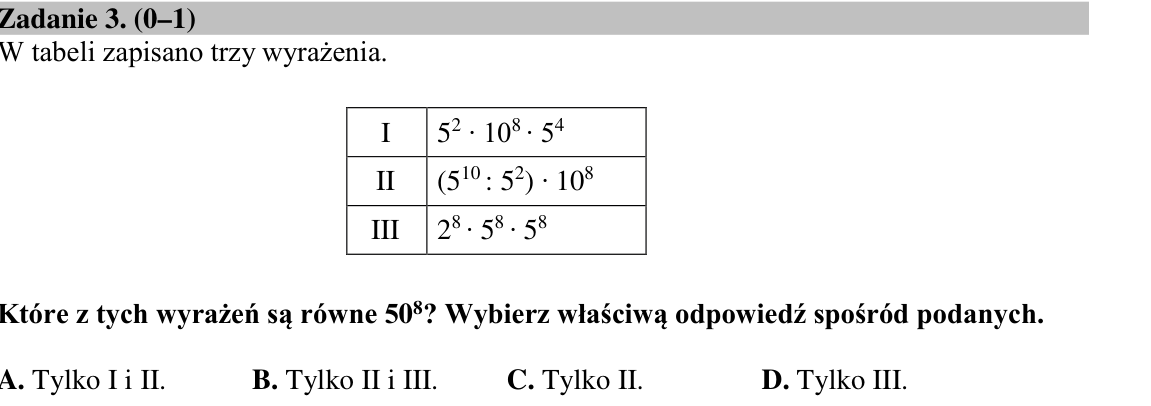 Zadanie 3. (0–1)
W tabeli zapisano trzy wyrażenia.
I 5² · 10⁸ · 5⁴
II (5¹⁰ : 5²) · 10⁸
III 2⁸ · 5⁸ · 5⁸
Które z tych wyrażeń są równe 50⁸? Wybierz właściwą odpowiedź spośród podanych.
A. Tylko I i II. B. Tylko II i III. C. Tylko II. D. Tylko III.